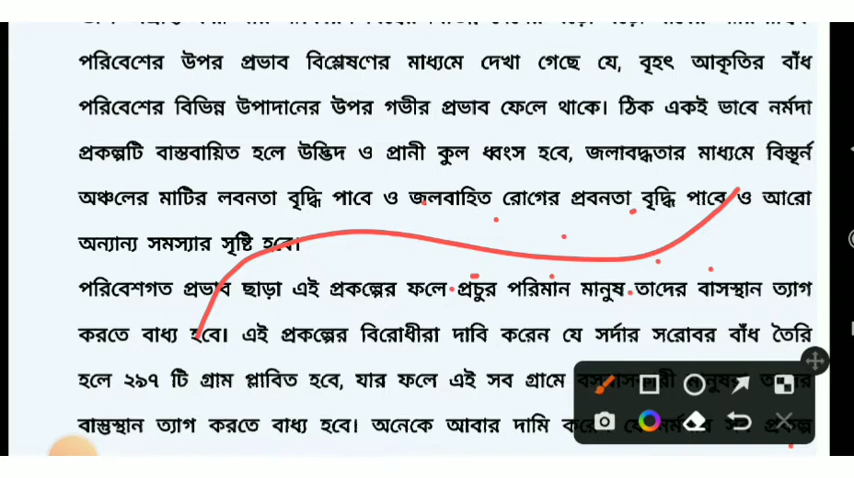 পরিবেশের উপর প্রভাব বিশ্লেষণের মাধ্যমে দেখা গেছে যে, বৃহৎ আকৃতির বাঁধ
পরিবেশের বিভিন্ন উপাদানের উপর গভীর প্রভাব ফেলে থাকে। ঠিক একই ভাবে নর্মদা
প্রকল্পটি বাস্তবায়িত হলে উদ্ভিদ ও প্রানী কুল ধ্বংস হবে, জলাবদ্ধতার মাধ্যমে বিস্তূর্ন
অঞ্চলের মাটির লবনতা বৃদ্ধি পাবে ও জলবাহিত রোগের প্রবনতা বৃদ্ধি পাবে ও আরো
অন্যান্য সমস্যার সৃষ্টি হবে।
পরিবেশগত প্রভাব ছাড়া এই প্রকল্পের ফলে প্রচুর পরিমান মানুষ তাদের বাসস্থান ত্যাগ
করতে বাধ্য হবে। এই প্রকল্পের বিরোধীরা দাবি করেন যে সর্দার সরোবর বাঁধ তৈরি
হলে ২৯৭ টি গ্রাম প্লাবিত হবে, যার ফলে এই সব গ্রামে
বাস্তুস্থান ত্যাগ করতে বাধ্য হবে। অনেকে আবার দামি